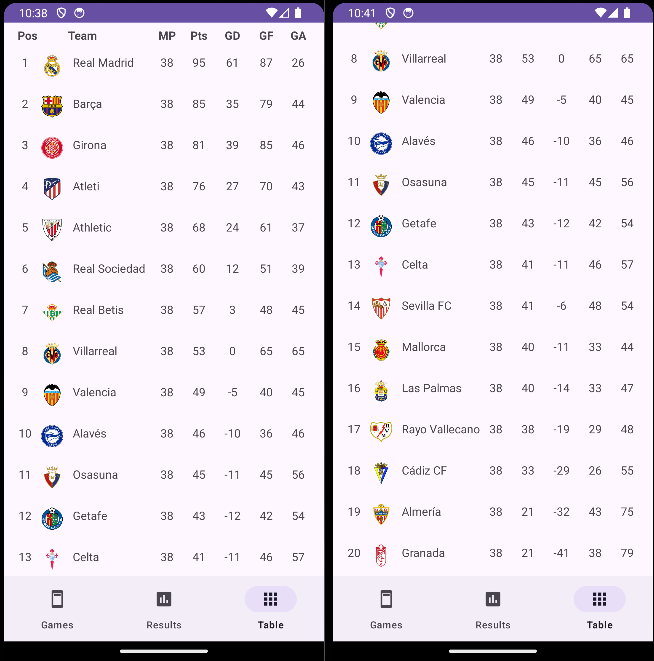 10:38
Pos Team MP Pts GD GF GA
1 Real Madrid 38 95 61 87 26
2 Barça 38 85 35 79 44
3 Girona 38 81 39 85 46
4 Atleti 38 76 27 70 43
5 Athletic 38 68 24 61 37
6 Real Sociedad 38 60 12 51 39
7 Real Betis 38 57 3 48 45
8 Villarreal 38 53 0 65 65
9 Valencia 38 49 -5 40 45
10 Alavés 38 46 -10 36 46
11 Osasuna 38 45 -11 45 56
12 Getafe 38 43 -12 42 54
13 Celta 38 41 -11 46 57
Games Results Table
10:41
8 Villarreal 38 53 0 65 65
9 Valencia 38 49 -5 40 45
10 Alavés 38 46 -10 36 46
11 Osasuna 38 45 -11 45 56
12 Getafe 38 43 -12 42 54
13 Celta 38 41 -11 46 57
14 Sevilla FC 38 41 -6 48 54
15 Mallorca 38 40 -11 33 44
16 Las Palmas 38 40 -14 33 47
17 Rayo Vallecano 38 38 -19 29 48
18 Cádiz CF 38 33 -29 26 55
19 Almería 38 21 -32 43 75
20 Granada 38 21 -41 38 79
Games Results Table